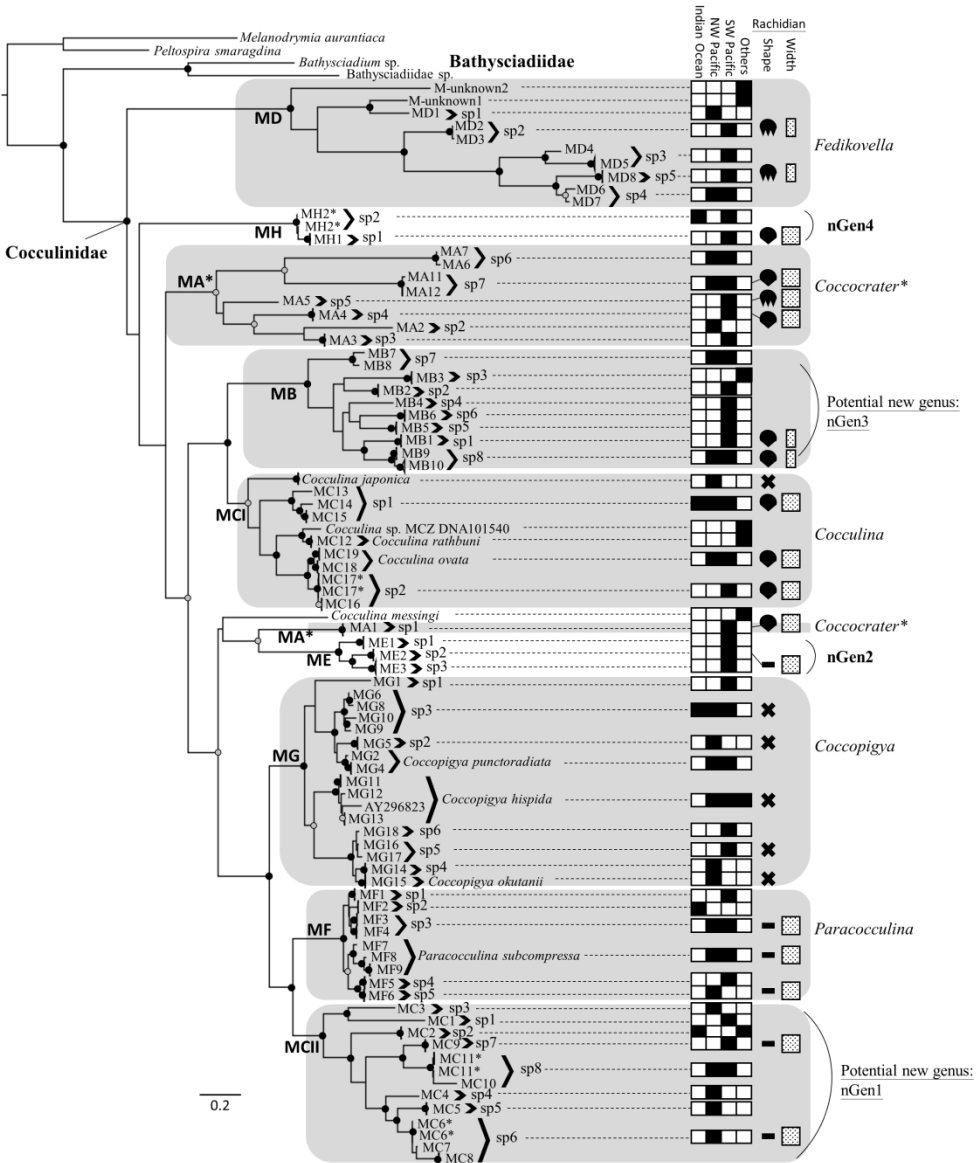 Indian Ocean
NW Pacific
SW Pacific
Others
Rachidian
Shape
Width
Melanodrymia aurantiaca
Peltospira smaragdina
Bathysciadium sp.
Bathysciadiidae
Bathysciadiidae sp.
M-unknown2
M-unknown1
MD
MD1 sp1
MD2
MD3
sp2
Fedikovella
MD4
MD5
sp3
MD8 sp5
MD6
MD7
sp4
Cocculinidae
MH
MH2*
MH2*
sp2
MH1 sp1
nGen4
MA*
MA7
MA6
sp6
MA11
MA12
sp7
Coccocrater*
MA5 sp5
MA4 sp4
MA2 sp2
MA3 sp3
MB
MB7
MB8
sp7
MB3 sp3
MB2 sp2
MB4 sp4
MB6 sp6
MB5 sp5
MB1 sp1
MB9
MB10
sp8
Potential new genus:
nGen3
MCI
Cocculina japonica
MC13
MC14
MC15
sp1
Cocculina sp. MCZ DNA101540
MC12 Cocculina rathbuni
MC19
MC18
Cocculina ovata
MC17*
MC17*
MC16
sp2
Cocculina
Cocculina messingi
MA*
MA1 sp1
Coccocrater*
ME
ME1 sp1
ME2 sp2
ME3 sp3
nGen2
MG
MG1 sp1
MG6
MG8
MG10
MG9
sp3
MG5 sp2
MG2
MG4
Coccopigya punctoradiata
Coccopigya
MG11
MG12
AY296823
MG13
Coccopigya hispida
MG18 sp6
MG16
MG17
sp5
MG14 sp4
MG15 Coccopigya okutanii
MF
MF1 sp1
MF2 sp2
MF3
MF4
sp3
MF7
MF8
MF9
Paracocculina subcompressa
Paracocculina
MF5 sp4
MF6 sp5
MCII
MC3 sp3
MC1 sp1
MC2 sp2
MC9 sp7
MC11*
MC11*
MC10
sp8
MC4 sp4
MC5 sp5
MC6*
MC6*
MC7
MC8
sp6
Potential new genus:
nGen1
0.2